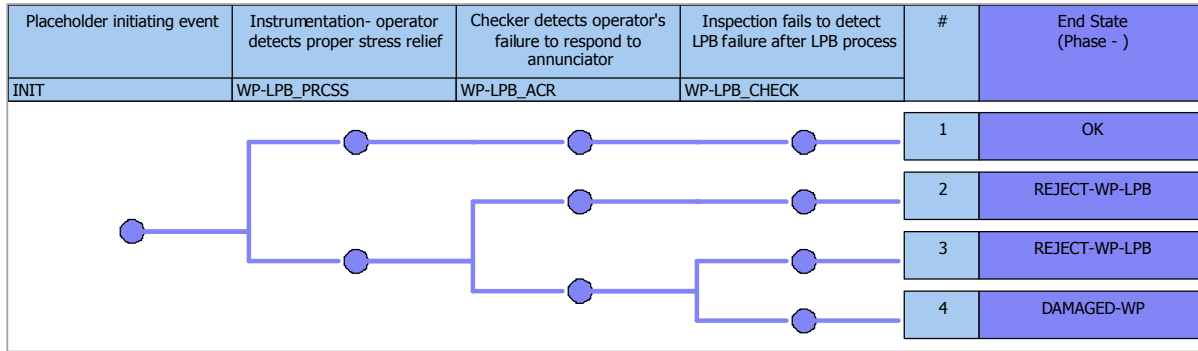 Placeholder initiating event
Instrumentation- operator
detects proper stress relief
Checker detects operator's
failure to respond to
annunciator
Inspection fails to detect
LPB failure after LPB process
#
End State
(Phase - )
INIT
WP-LPB_PRCSS
WP-LPB_ACR
WP-LPB_CHECK
1
OK
2
REJECT-WP-LPB
3
REJECT-WP-LPB
4
DAMAGED-WP